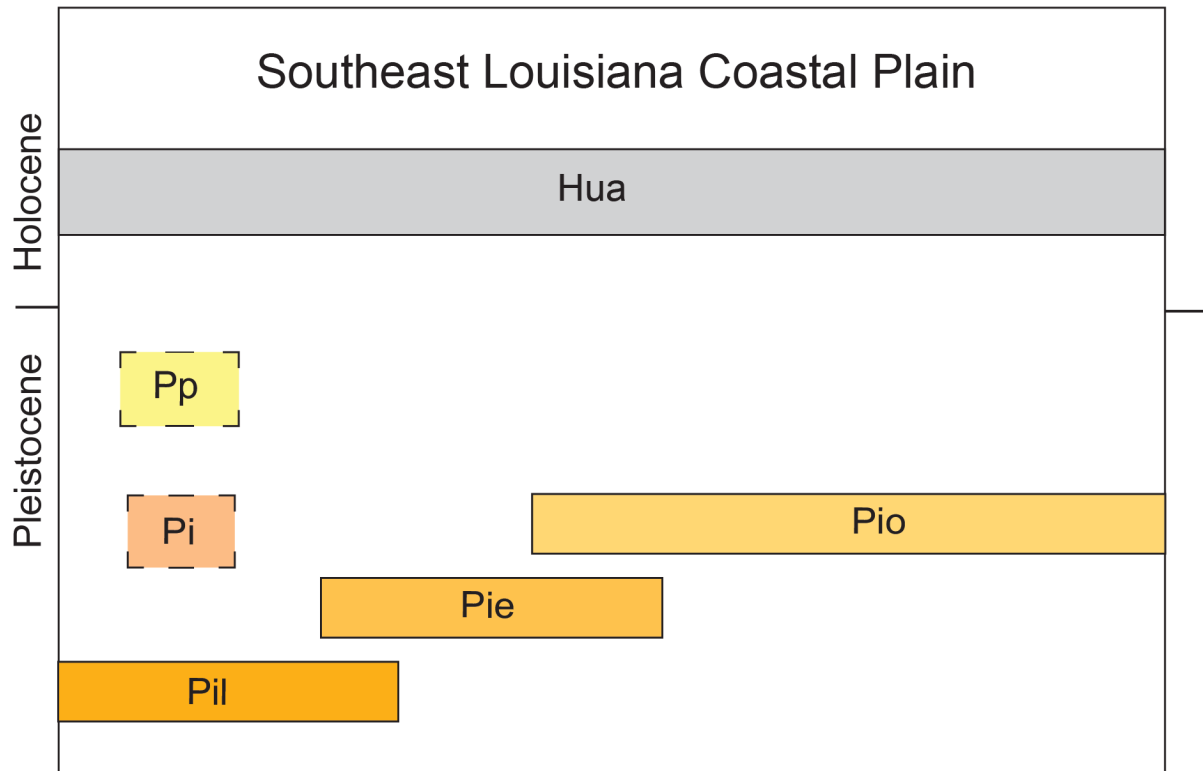 Southeast Louisiana Coastal Plain
Holocene
Hua
Pleistocene
Pp
Pi
Pio
Pie
Pil